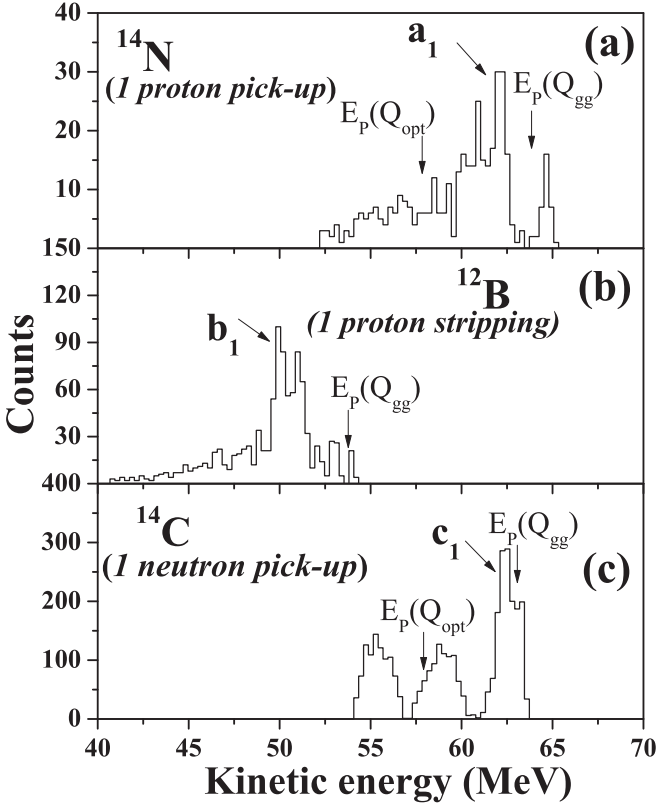 40
14N
(1 proton pick-up)
a1
(a)
30
EP(Qgg)
EP(Qopt)
20
10
150
12B
(b)
120
b1
(1 proton stripping)
90
EP(Qgg)
60
30
400
14C
(1 neutron pick-up)
c1
EP(Qgg)
(c)
300
200
EP(Qopt)
100
0
40 45 50 55 60 65 70
Kinetic energy (MeV)
Counts